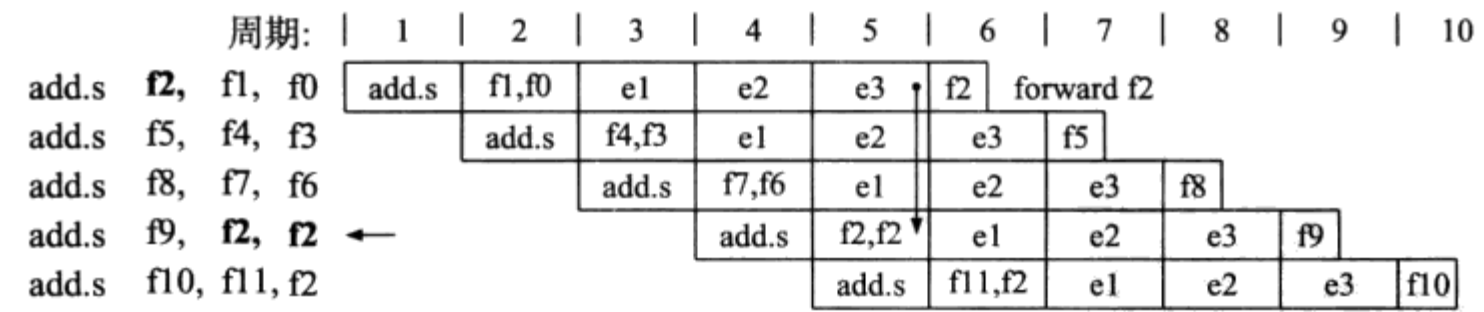 周期: | 1 | 2 | 3 | 4 | 5 | 6 | 7 | 8 | 9 | 10
add.s f2, f1, f0 add.s f1,f0 e1 e2 e3 f2 forward f2
add.s f5, f4, f3 add.s f4,f3 e1 e2 e3 f5
add.s f8, f7, f6 add.s f7,f6 e1 e2 e3 f8
add.s f9, f2, f2 add.s f2,f2 e1 e2 e3 f9
add.s f10, f11, f2 add.s f11,f2 e1 e2 e3 f10